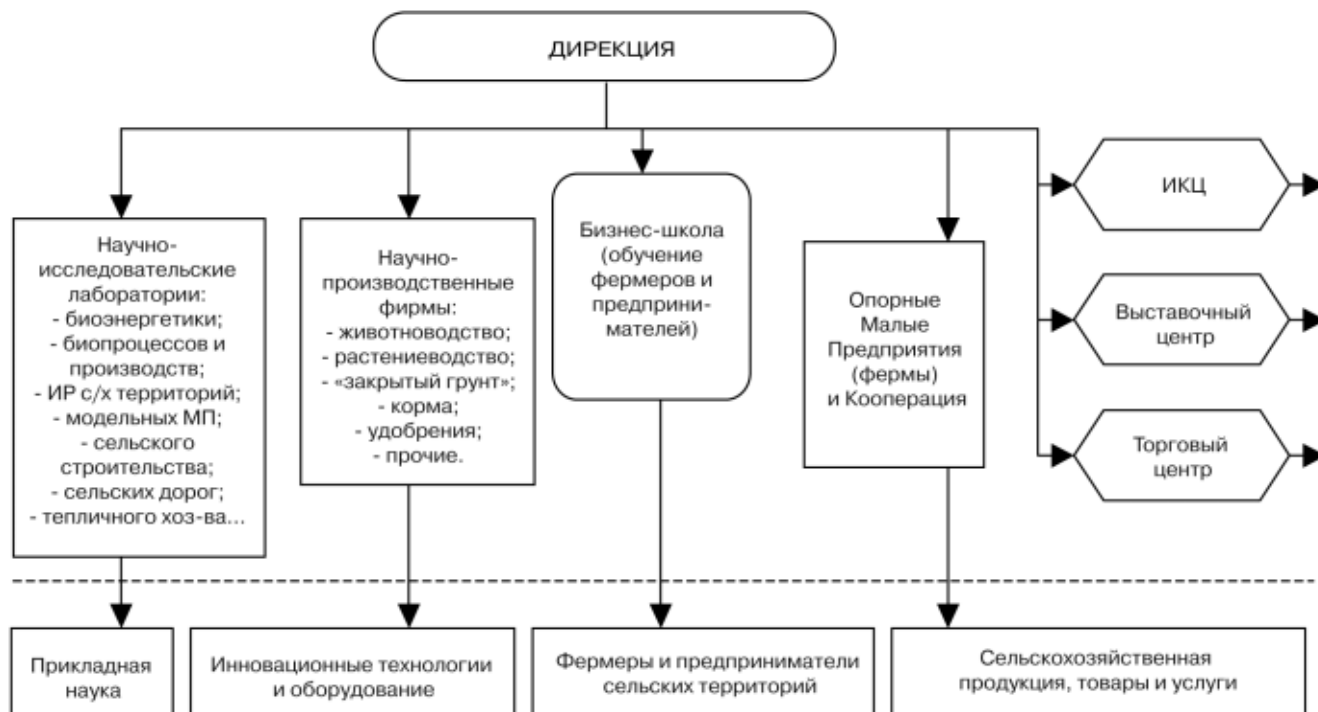 ДИРЕКЦИЯ
Научно-
исследовательские
лаборатории:
- биоэнергетики;
- биопроцессов и
производств;
- ИР с/х территорий;
- модельных МП;
- сельского
строительства;
- сельских дорог;
- тепличного хоз-ва...
Научно-
производственные
фирмы:
- животноводство;
- растениеводство;
- «закрытый грунт»;
- корма;
- удобрения;
- прочие.
Бизнес-школа
(обучение
фермеров и
предприни-
мателей)
Опорные
Малые
Предприятия
(фермы)
и Кооперация
ИКЦ
Выставочный
центр
Торговый
центр
Прикладная
наука
Инновационные технологии
и оборудование
Фермеры и предприниматели
сельских территорий
Сельскохозяйственная
продукция, товары и услуги